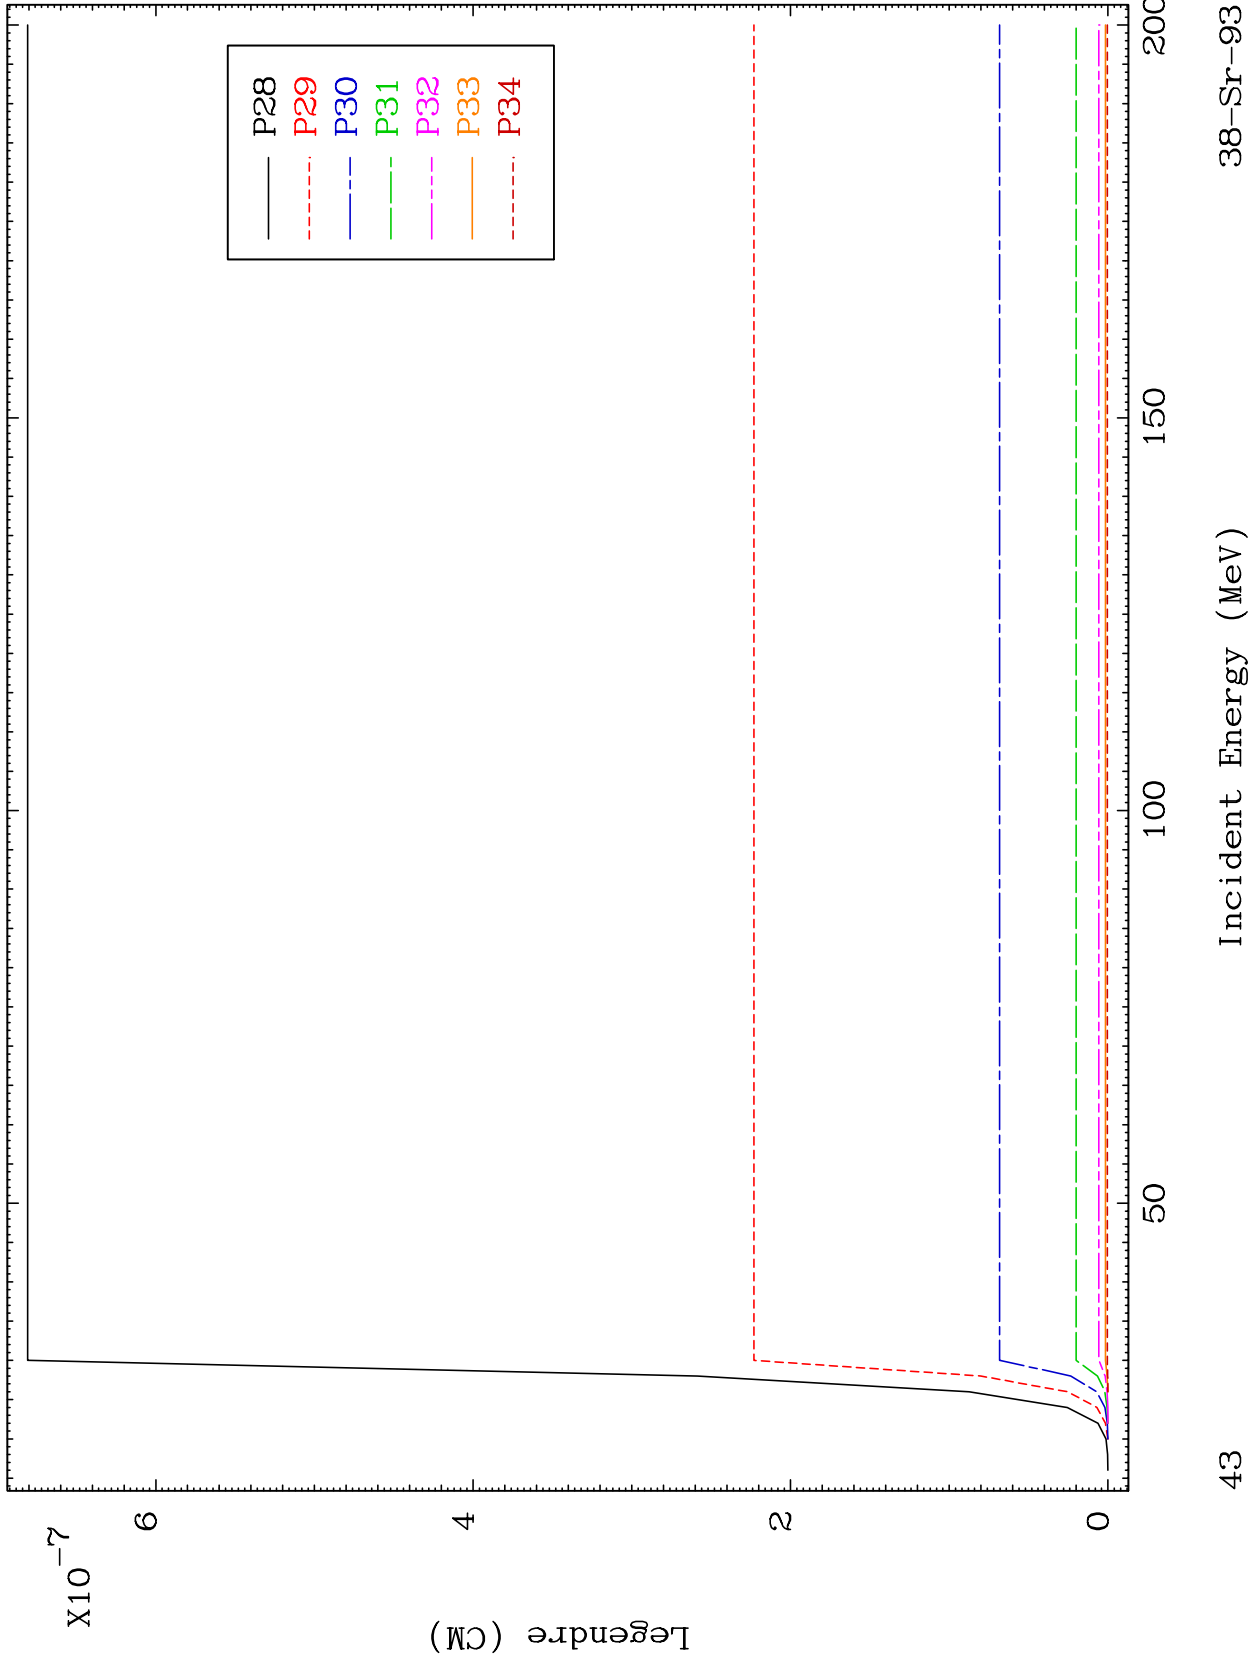 X10-7
6
4
2
0
Legendre (CM)
P28
P29
P30
P31
P32
P33
P34
50
100
150
200
Incident Energy (MeV)
43
38-Sr-93